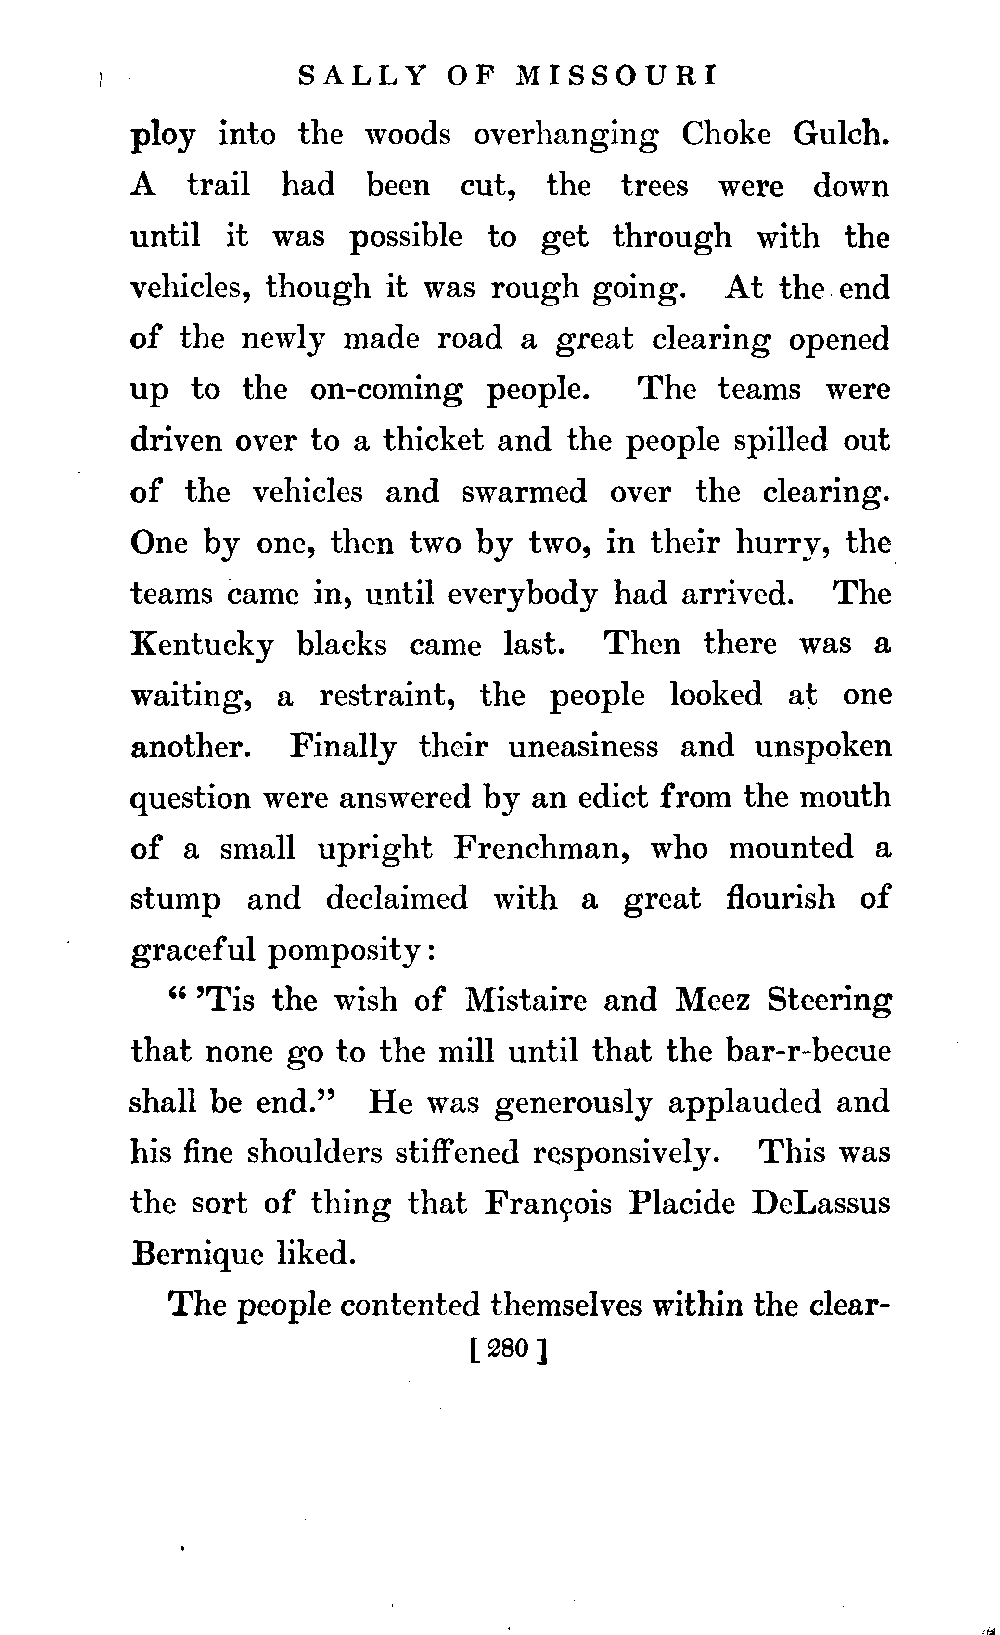 SALLY OF MISSOURI
ploy into the woods overhanging Choke Gulch.
A trail had been cut, the trees were down
until it was possible to get through with the
vehicles, though it was rough going. At the end
of the newly made road a great clearing opened
up to the on-coming people. The teams were
driven over to a thicket and the people spilled out
of the vehicles and swarmed over the clearing.
One by one, then two by two, in their hurry, the
teams came in, until everybody had arrived. The
Kentucky blacks came last. Then there was a
waiting, a restraint, the people looked at one
another. Finally their uneasiness and unspoken
question were answered by an edict from the mouth
of a small upright Frenchman, who mounted a
stump and declaimed with a great flourish of
graceful pomposity:
“ ’Tis the wish of Mistaire and Meez Steering
that none go to the mill until that the bar-r-becue
shall be end.” He was generously applauded and
his fine shoulders stiffened responsively. This was
the sort of thing that François Placide DeLassus
Bernique liked.
The people contented themselves within the clear-
[ 280 ]